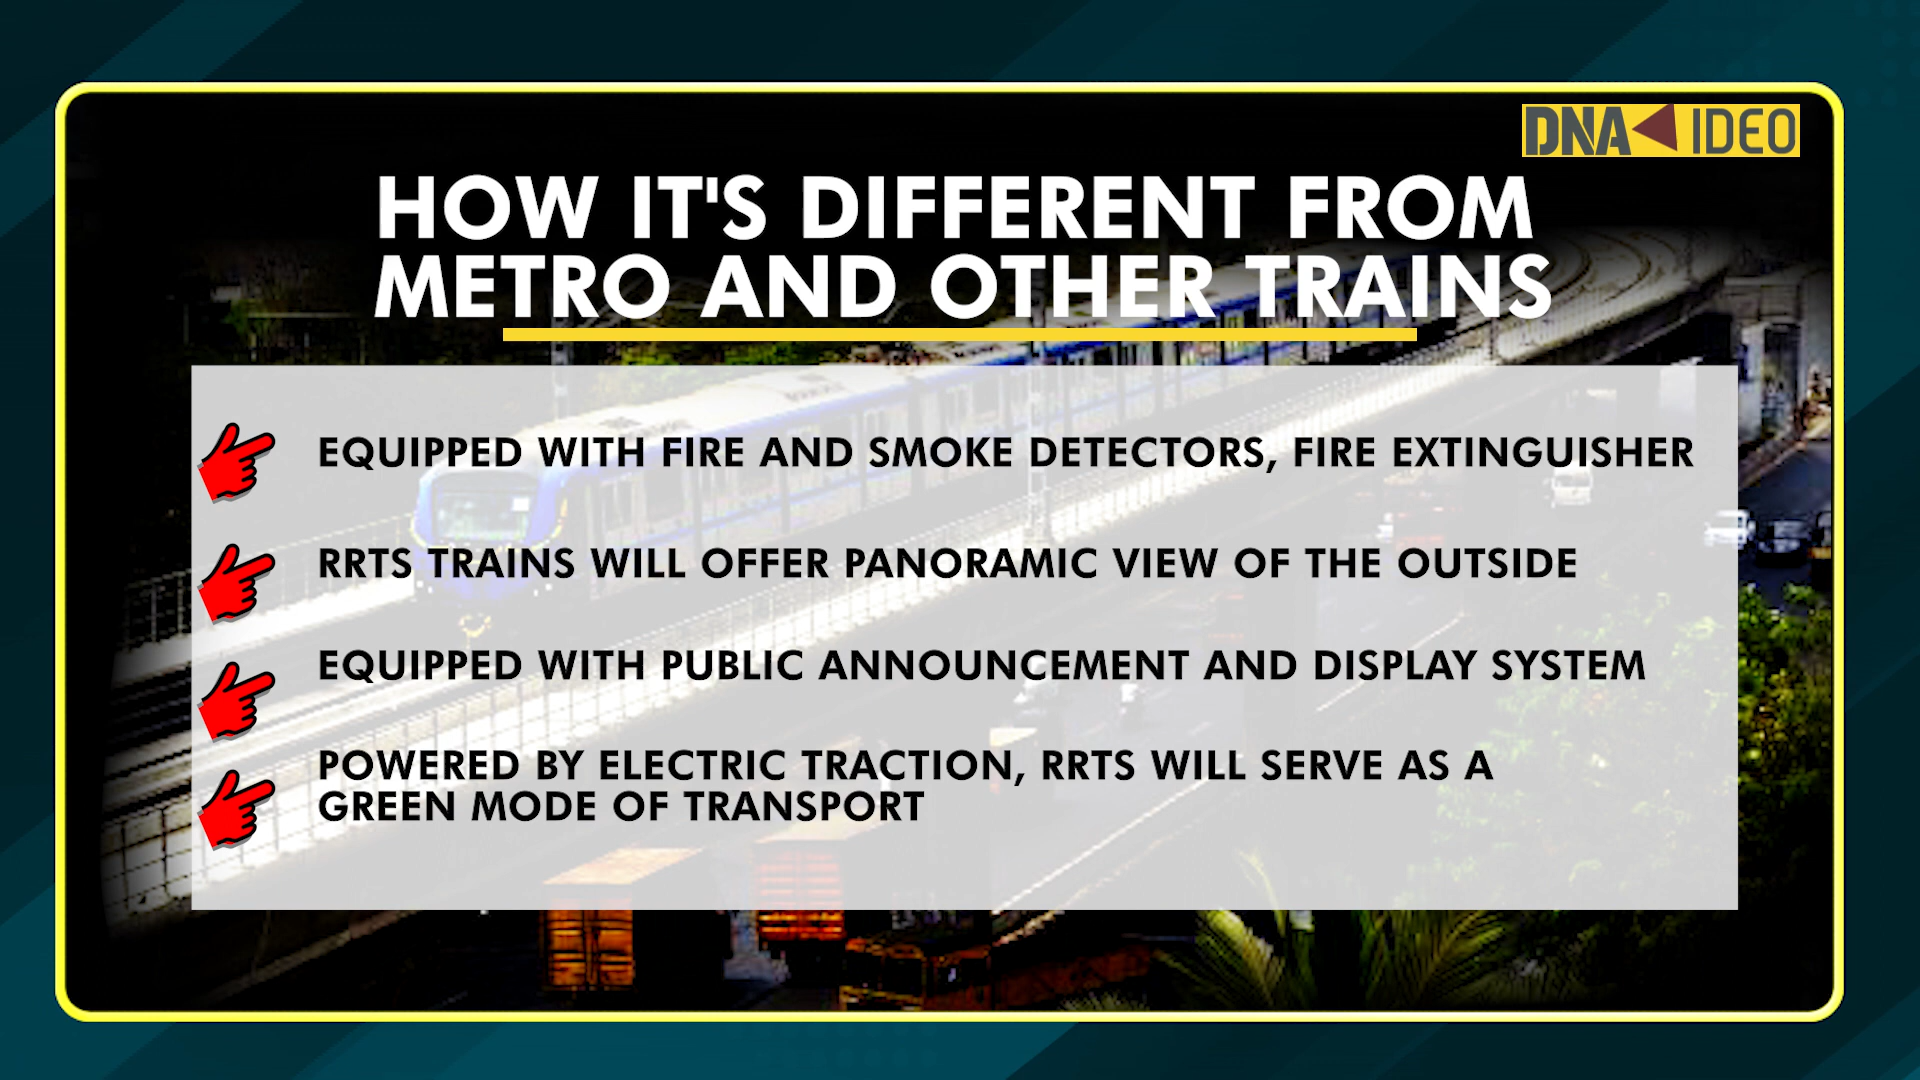 DNA IDEO
HOW IT'S DIFFERENT FROM
METRO AND OTHER TRAINS
EQUIPPED WITH FIRE AND SMOKE DETECTORS, FIRE EXTINGUISHER
RRTS TRAINS WILL OFFER PANORAMIC VIEW OF THE OUTSIDE
EQUIPPED WITH PUBLIC ANNOUNCEMENT AND DISPLAY SYSTEM
POWERED BY ELECTRIC TRACTION, RRTS WILL SERVE AS A
GREEN MODE OF TRANSPORT